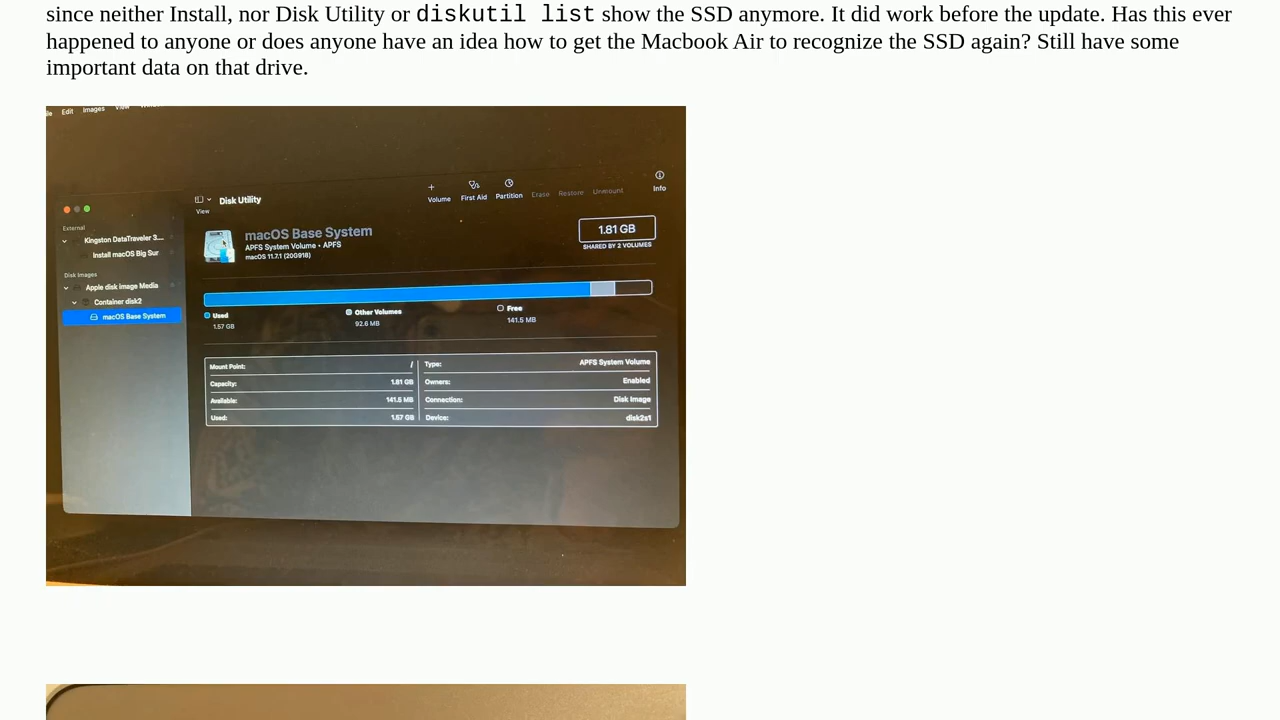 since neither Install, nor Disk Utility or diskutil list show the SSD anymore. It did work before the update. Has this ever
happened to anyone or does anyone have an idea how to get the Macbook Air to recognize the SSD again? Still have some
important data on that drive.
Edit Images View
Disk Utility
View
Volume First Aid Partition Erase Restore Unmount Info
External
Kingston DataTraveler 3....
Install macOS Big Sur
Disk Images
Apple disk image Media
Container disk2
macOS Base System
macOS Base System
APFS System Volume • APFS
macOS 11.7.1 (20G918)
1.81 GB
SHARED BY 2 VOLUMES
Used
1.57 GB
Other Volumes
92.6 MB
Free
141.5 MB
Mount Point: /
Capacity: 1.81 GB
Available: 141.5 MB
Used: 1.57 GB
Type: APFS System Volume
Owners: Enabled
Connection: Disk Image
Device: disk2s1